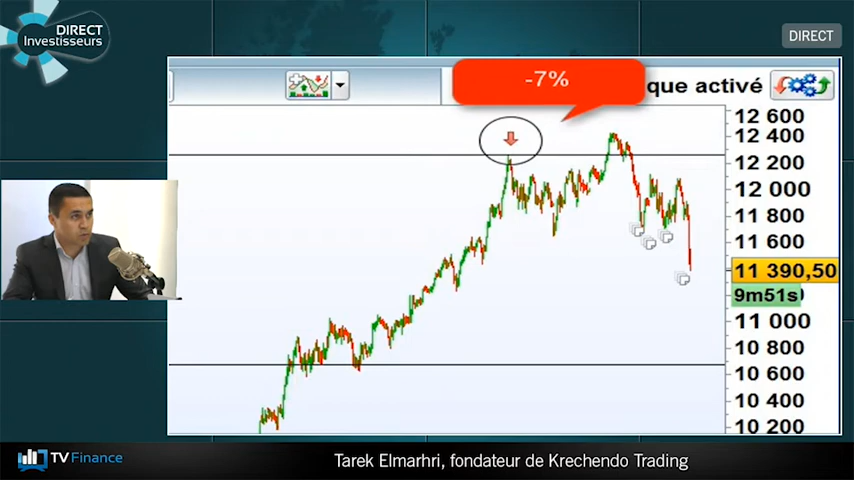 DIRECT
Investisseurs
DIRECT
-7%
que activé
12 600
12 400
12 200
12 000
11 800
11 600
11 390,50
9m51s
11 000
10 800
10 600
10 400
10 200
TV Finance
Tarek Elmarhri, fondateur de Krechendo Trading